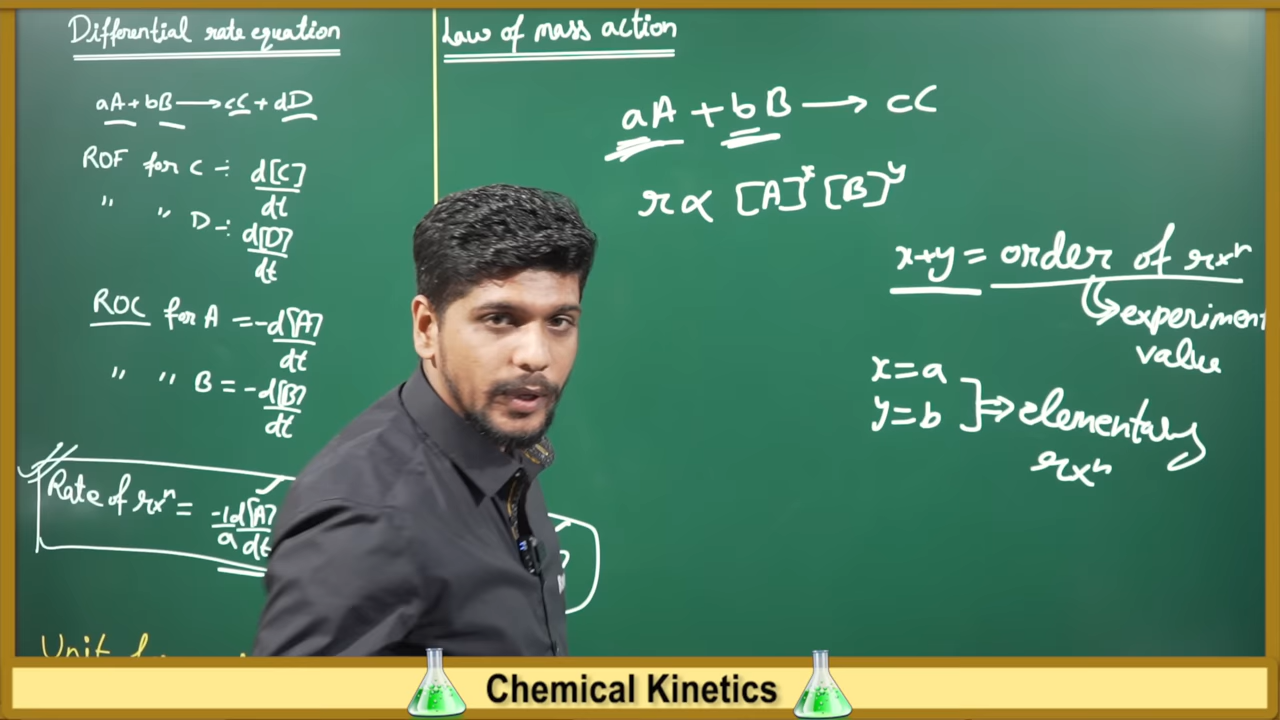 Differential rate equation
aA + bB ⟶ cC + dD
ROF for C ÷ d[C]/dt
" " D ÷ d[D]/dt
ROC for A = -d[A]/dt
" " B = -d[B]/dt
Rate of rxⁿ = -1/a d[A]/dt
Law of mass action
aA + bB ⟶ cC
r ∝ [A]ˣ [B]ʸ
x+y = order of rxⁿ
experiment
value
x=a
y=b
⇒ elementary
rxⁿ
Chemical Kinetics